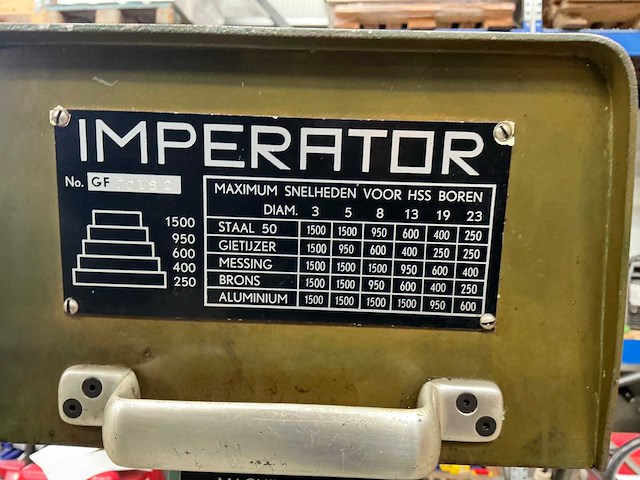 IMPERATOR
No. GF
1500
950
600
400
250
MAXIMUM SNELHEDEN VOOR HSS BOREN
DIAM. 3 5 8 13 19 23
STAAL 50 1500 1500 950 600 400 250
GIETIJZER 1500 950 600 400 250 250
MESSING 1500 1500 1500 950 600 400
BRONS 1500 1500 950 600 400 250
ALUMINIUM 1500 1500 1500 1500 950 600